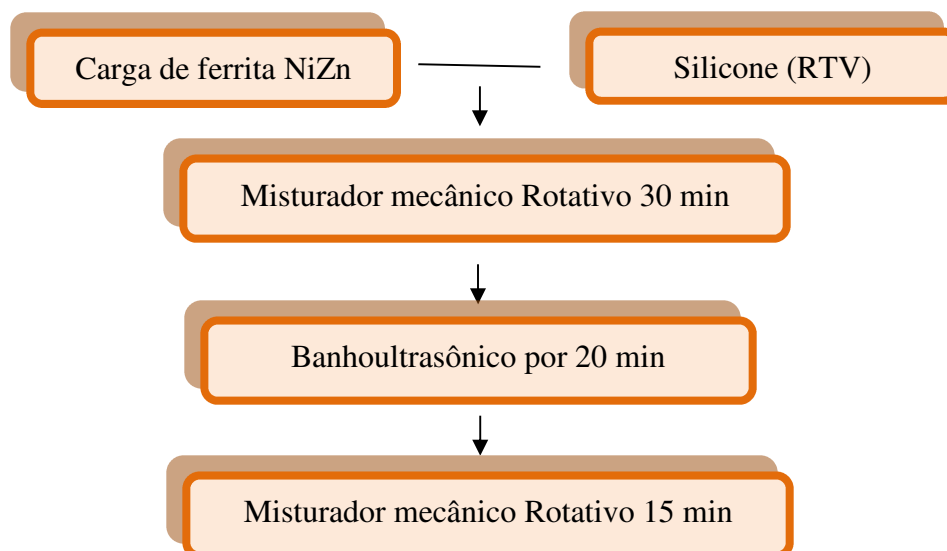 Carga de ferrita NiZn
Silicone (RTV)
Misturador mecânico Rotativo 30 min
Banhoultrasônico por 20 min
Misturador mecânico Rotativo 15 min